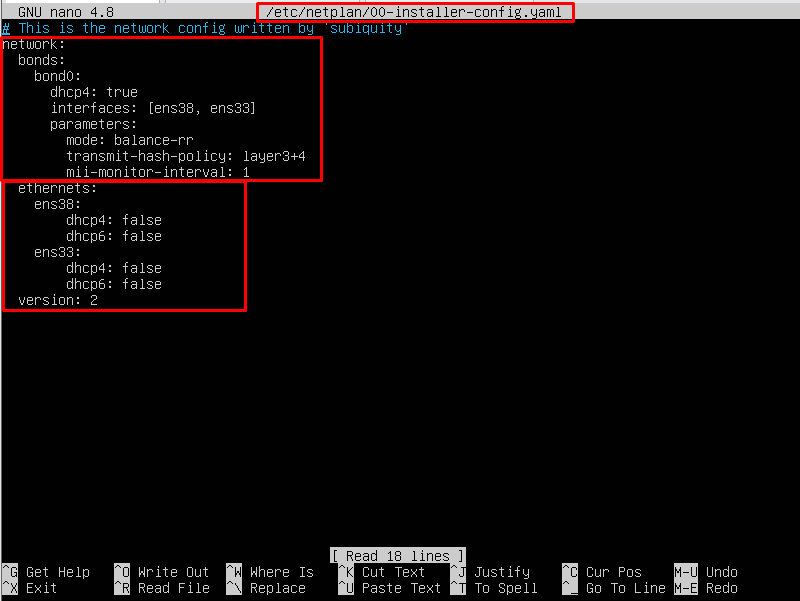 GNU nano 4.8 /etc/netplan/00-installer-config.yaml
# This is the network config written by 'subiquity'
network:
  bonds:
    bond0:
      dhcp4: true
      interfaces: [ens38, ens33]
      parameters:
        mode: balance-rr
        transmit-hash-policy: layer3+4
        mii-monitor-interval: 1
  ethernets:
    ens38:
        dhcp4: false
        dhcp6: false
    ens33:
        dhcp4: false
        dhcp6: false
  version: 2
[ Read 18 lines ]
^G Get Help ^O Write Out ^W Where Is ^K Cut Text ^J Justify ^C Cur Pos M-U Undo
^X Exit ^R Read File ^\ Replace ^U Paste Text ^T To Spell ^_ Go To Line M-E Redo